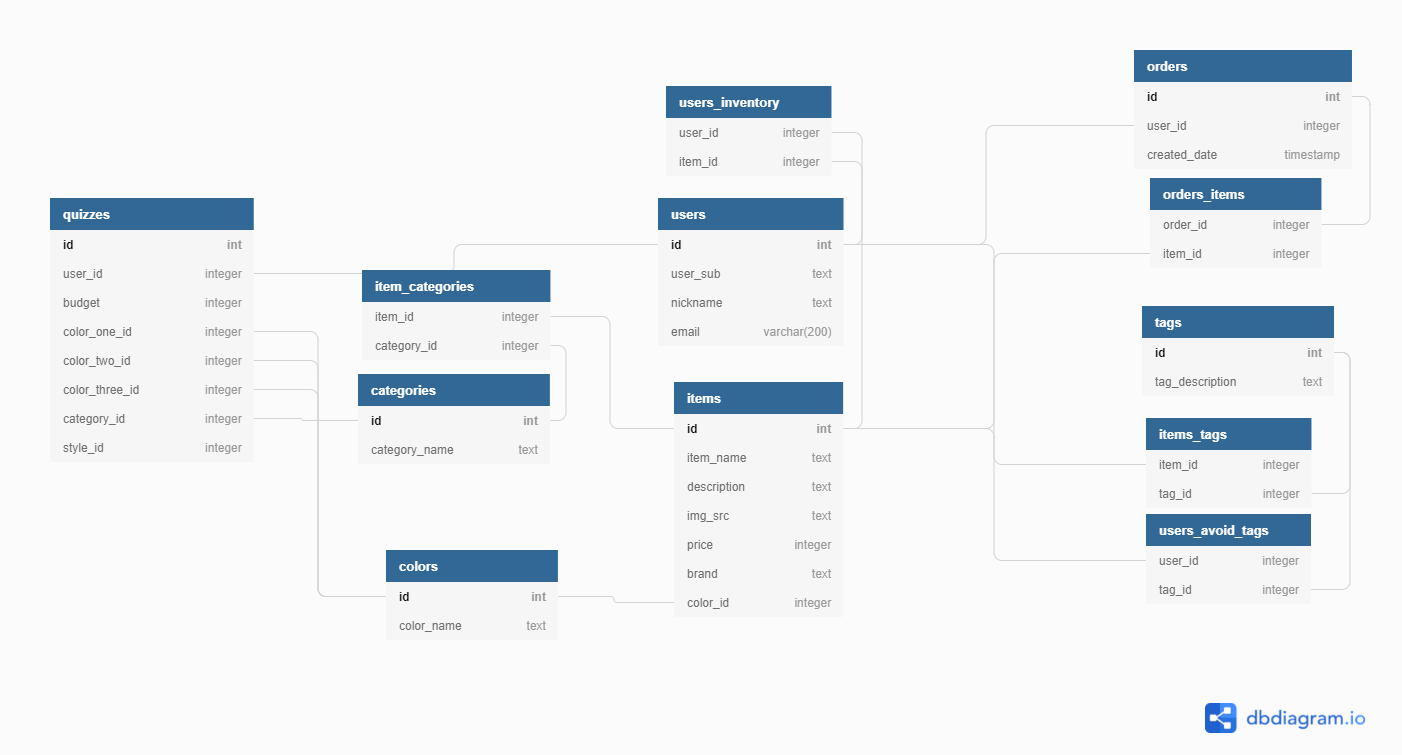 quizzes
id int
user_id integer
budget integer
color_one_id integer
color_two_id integer
color_three_id integer
category_id integer
style_id integer
item_categories
item_id integer
category_id integer
categories
id int
category_name text
colors
id int
color_name text
users_inventory
user_id integer
item_id integer
users
id int
user_sub text
nickname text
email varchar(200)
items
id int
item_name text
description text
img_src text
price integer
brand text
color_id integer
orders
id int
user_id integer
created_date timestamp
orders_items
order_id integer
item_id integer
tags
id int
tag_description text
items_tags
item_id integer
tag_id integer
users_avoid_tags
user_id integer
tag_id integer
dbdiagram.io